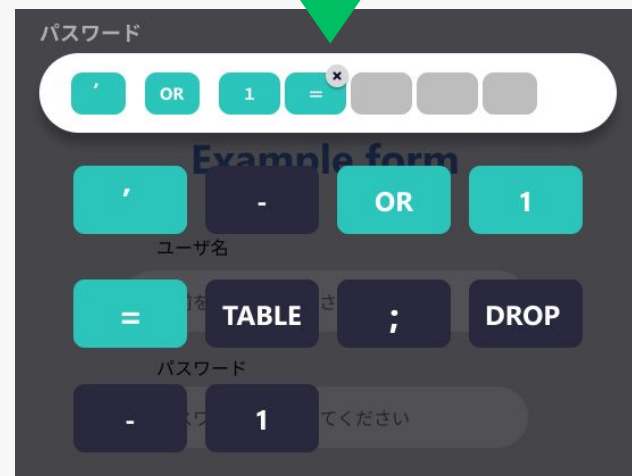 パスワード
' OR 1 =
Example form
' - OR 1
ユーザ名
= TABLE ; DROP
パスワード
- 1
てください